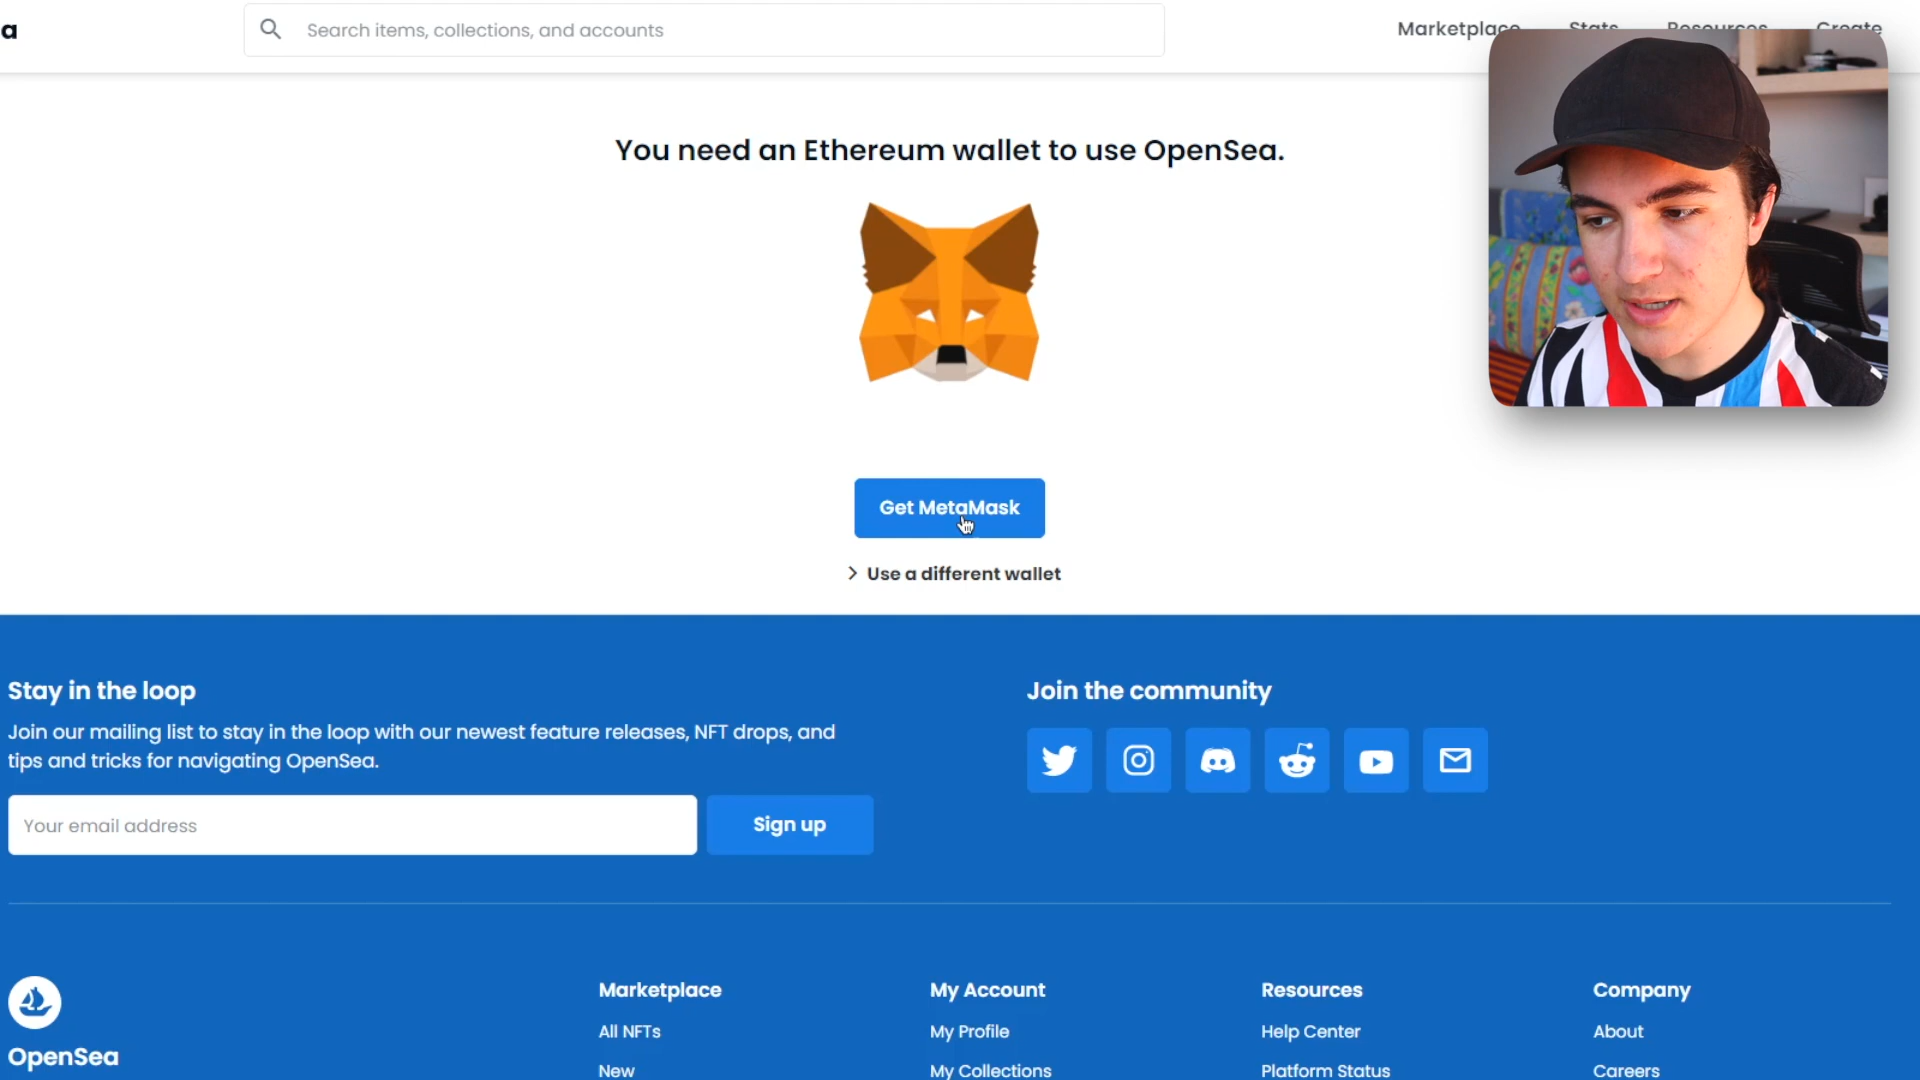 a
Search items, collections, and accounts
Marketplace
Stats
Resources
Create
You need an Ethereum wallet to use OpenSea.
Get MetaMask
Use a different wallet
Stay in the loop
Join our mailing list to stay in the loop with our newest feature releases, NFT drops, and
tips and tricks for navigating OpenSea.
Your email address
Sign up
Join the community
OpenSea
Marketplace
All NFTs
New
My Account
My Profile
My Collections
Resources
Help Center
Platform Status
Company
About
Careers